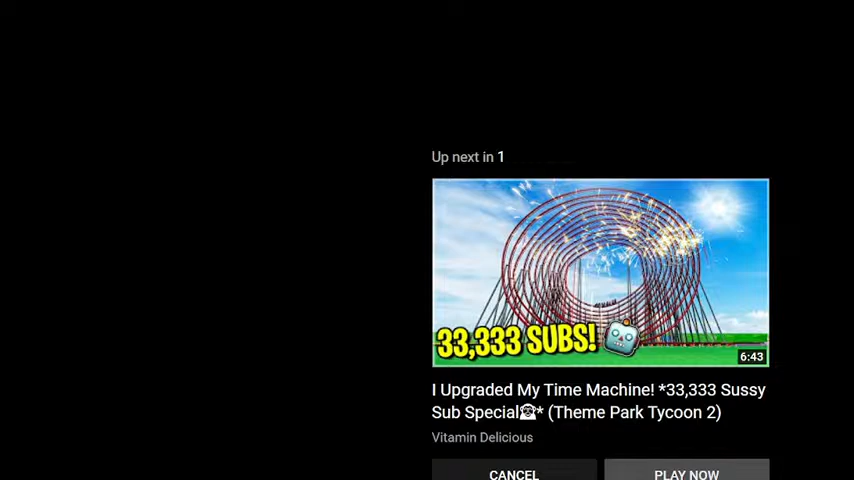 Up next in 1
33,333 SUBS!
6:43
I Upgraded My Time Machine! *33,333 Sussy
Sub Special🙈* (Theme Park Tycoon 2)
Vitamin Delicious
CANCEL
PLAY NOW